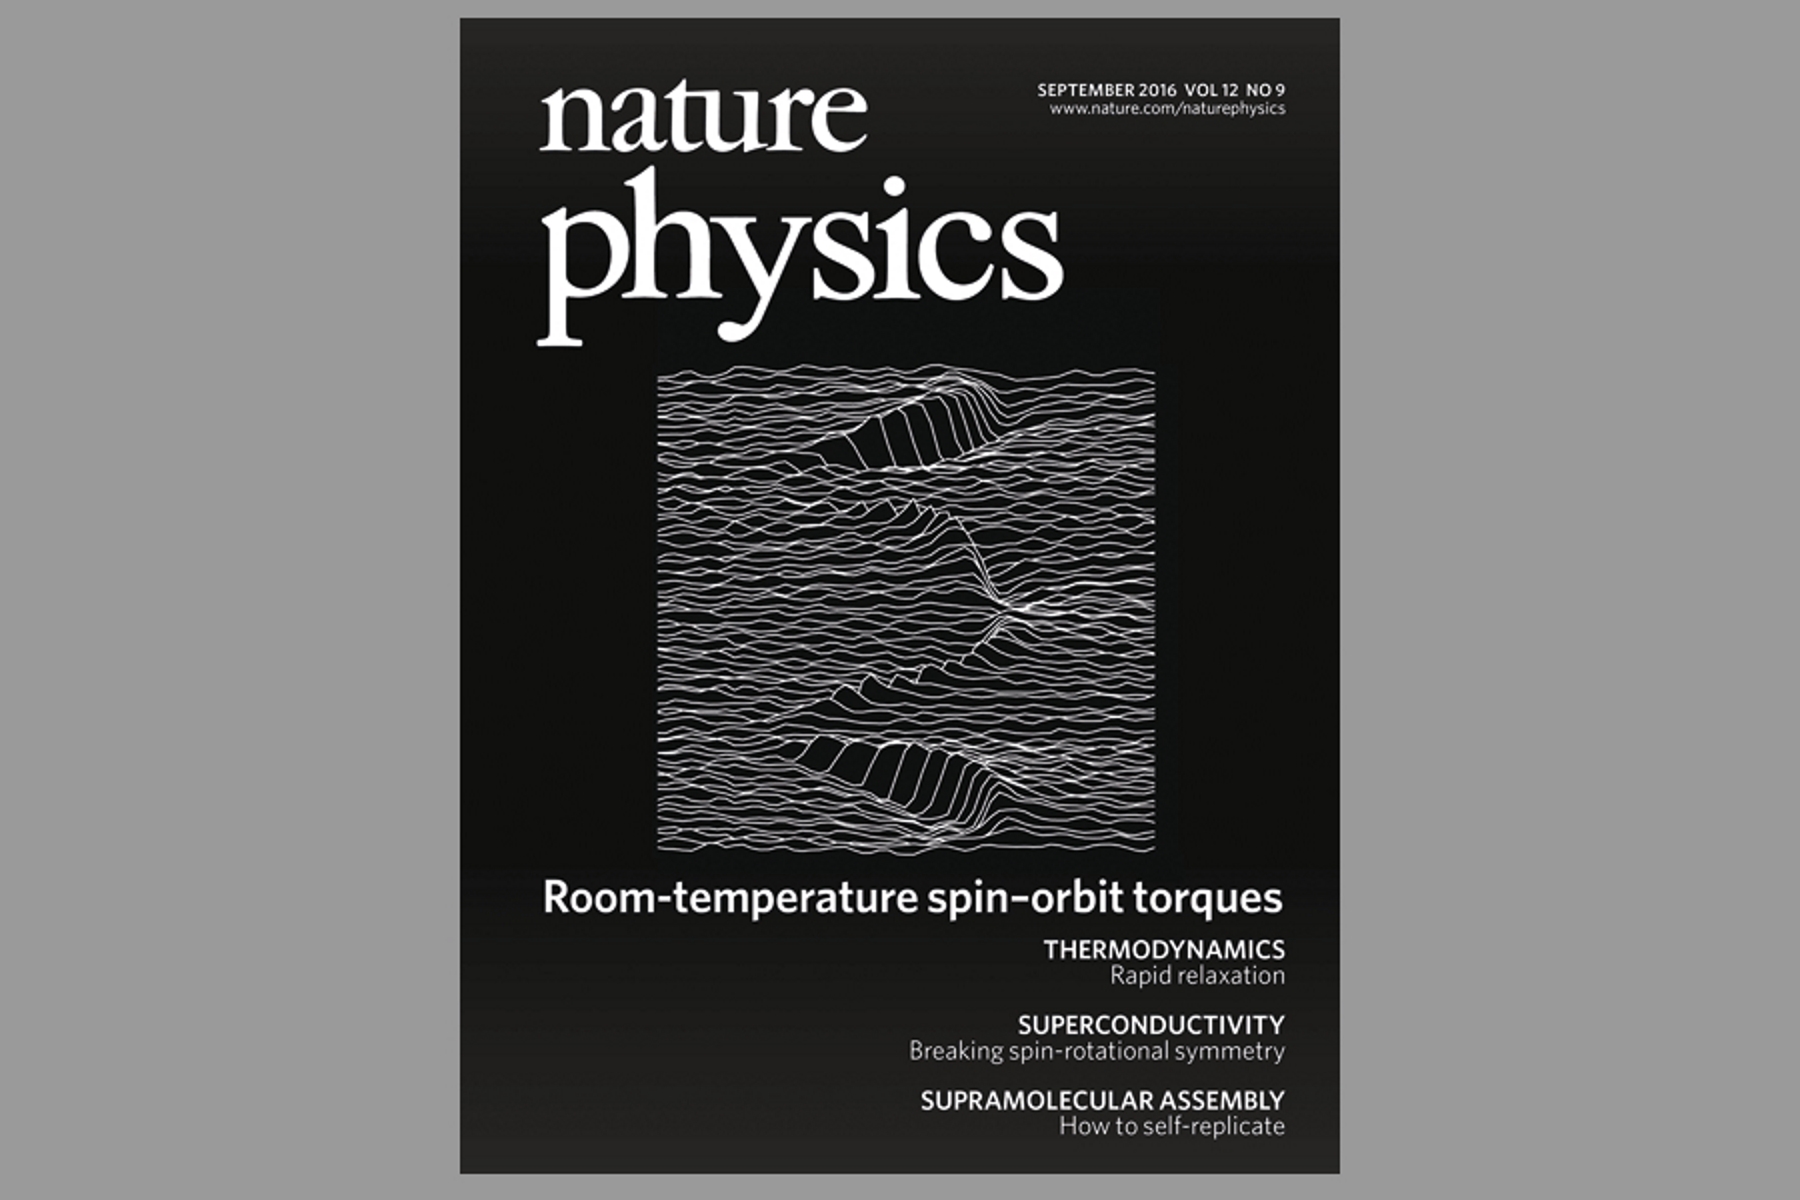 nature
physics
SEPTEMBER 2016 VOL 12 NO 9
www.nature.com/naturephysics
Room-temperature spin–orbit torques
THERMODYNAMICS
Rapid relaxation
SUPERCONDUCTIVITY
Breaking spin-rotational symmetry
SUPRAMOLECULAR ASSEMBLY
How to self-replicate